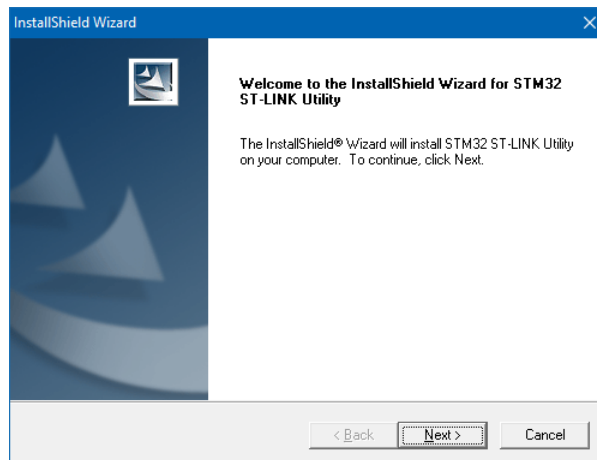 InstallShield Wizard
Welcome to the InstallShield Wizard for STM32
ST-LINK Utility
The InstallShield® Wizard will install STM32 ST-LINK Utility
on your computer.  To continue, click Next.
< Back
Next >
Cancel